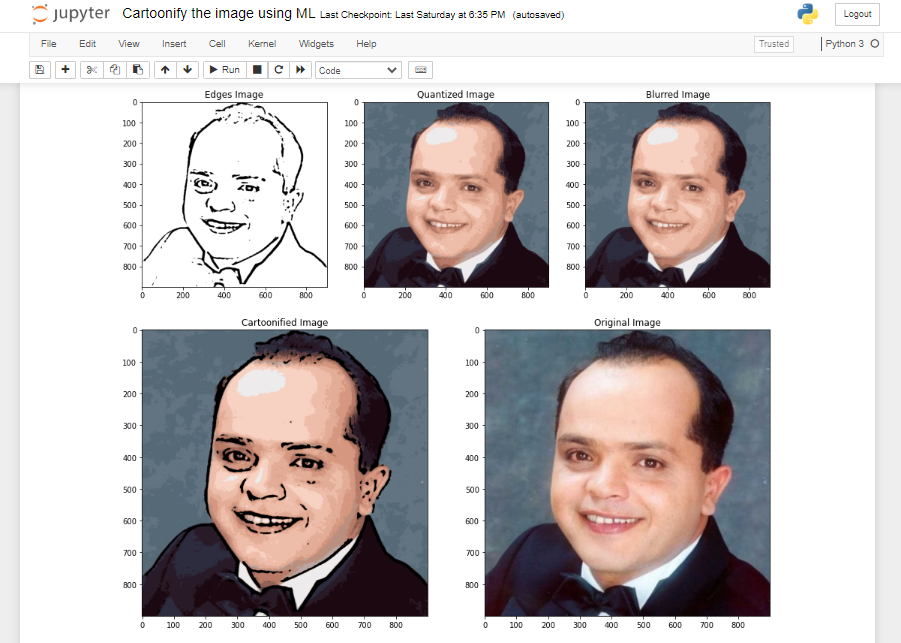 jupyter Cartoonify the image using ML Last Checkpoint: Last Saturday at 6:35 PM (autosaved) Logout
File Edit View Insert Cell Kernel Widgets Help Trusted Python 3
Run Code
Edges Image Quantized Image Blurred Image
0 0 0
100 100 100
200 200 200
300 300 300
400 400 400
500 500 500
600 600 600
700 700 700
800 800 800
0 200 400 600 800 0 200 400 600 800 0 200 400 600 800
Cartoonified Image Original Image
0 0
100 100
200 200
300 300
400 400
500 500
600 600
700 700
800 800
0 100 200 300 400 500 600 700 800 0 100 200 300 400 500 600 700 800